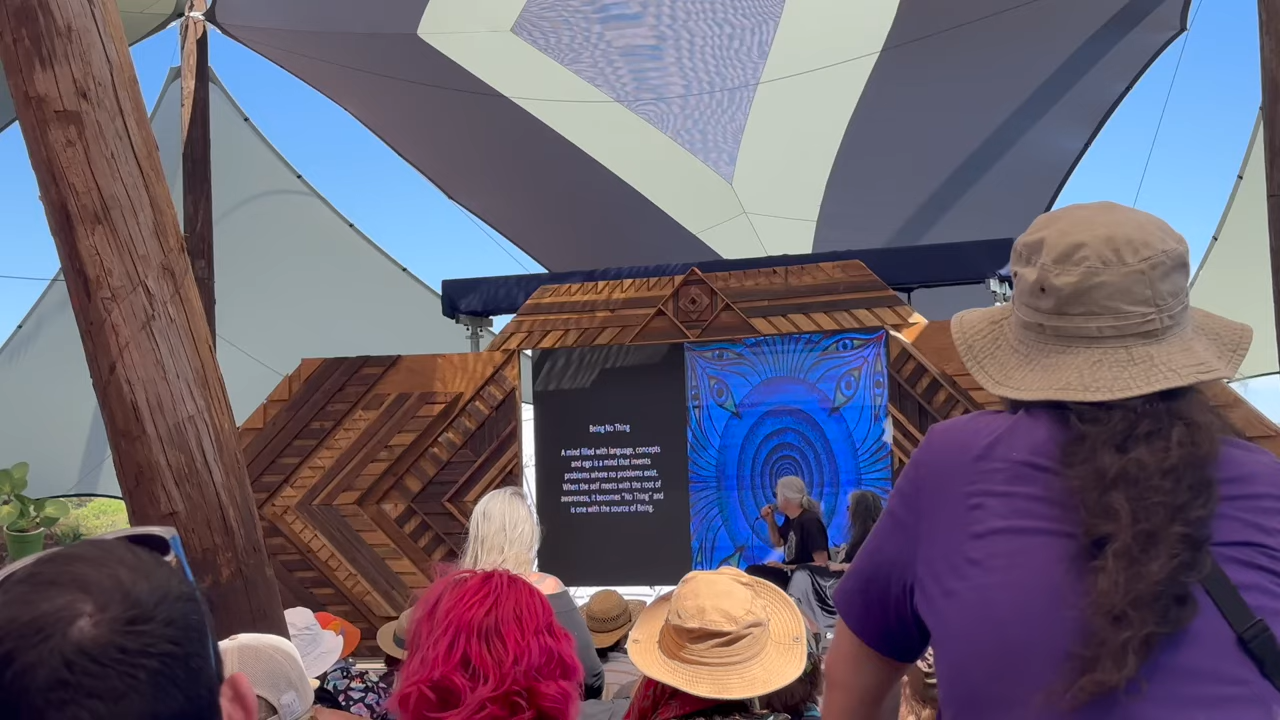 Being No Thing
A mind filled with language, concepts
and ego is a mind that invents
problems where no problems exist.
When the self meets with the root of
awareness, it becomes "No Thing" and
is one with the source of Being.